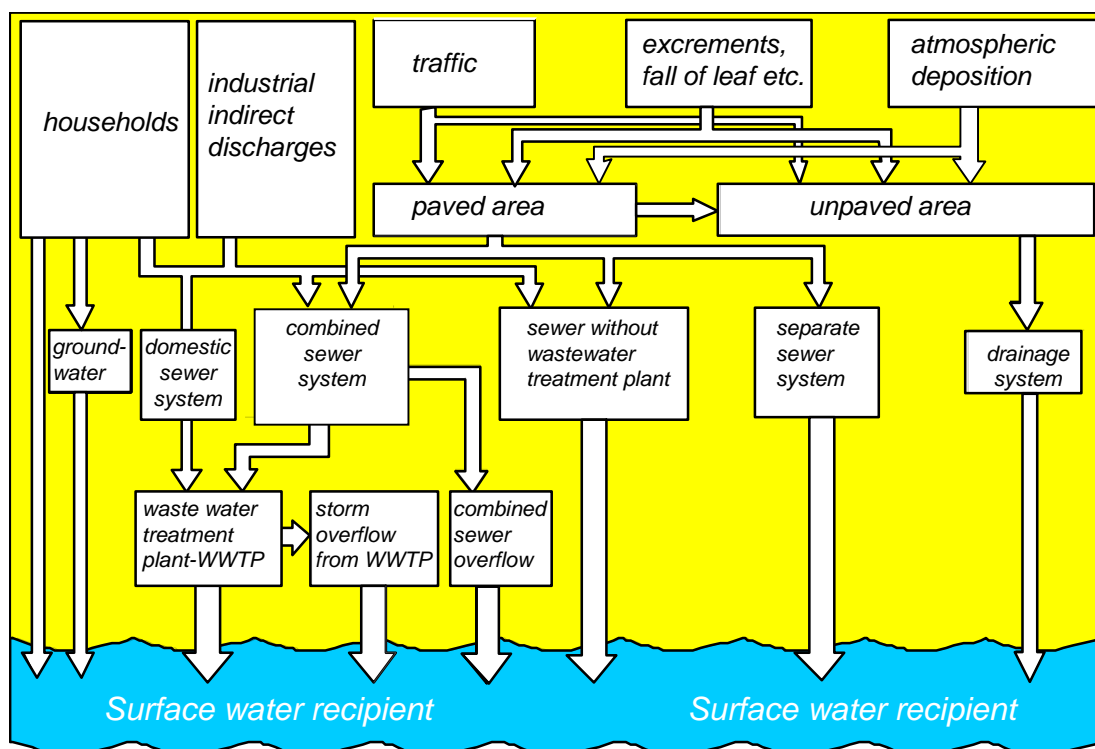 households
industrial
indirect
discharges
traffic
excrements,
fall of leaf etc.
atmospheric
deposition
paved area
unpaved area
ground-
water
domestic
sewer
system
combined
sewer
system
sewer without
wastewater
treatment plant
separate
sewer
system
drainage
system
waste water
treatment
plant-WWTP
storm
overflow
from WWTP
combined
sewer
overflow
Surface water recipient
Surface water recipient